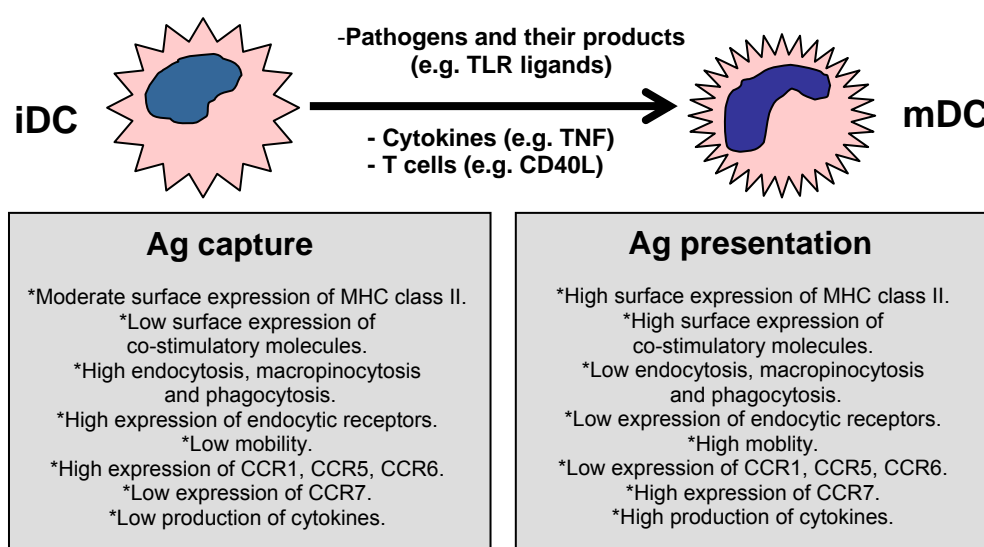 -Pathogens and their products
(e.g. TLR ligands)
iDC
mDC
- Cytokines (e.g. TNF)
- T cells (e.g. CD40L)
Ag capture
*Moderate surface expression of MHC class II.
*Low surface expression of
co-stimulatory molecules.
*High endocytosis, macropinocytosis
and phagocytosis.
*High expression of endocytic receptors.
*Low mobility.
*High expression of CCR1, CCR5, CCR6.
*Low expression of CCR7.
*Low production of cytokines.
Ag presentation
*High surface expression of MHC class II.
*High surface expression of
co-stimulatory molecules.
*Low endocytosis, macropinocytosis
and phagocytosis.
*Low expression of endocytic receptors.
*High moblity.
*Low expression of CCR1, CCR5, CCR6.
*High expression of CCR7.
*High production of cytokines.